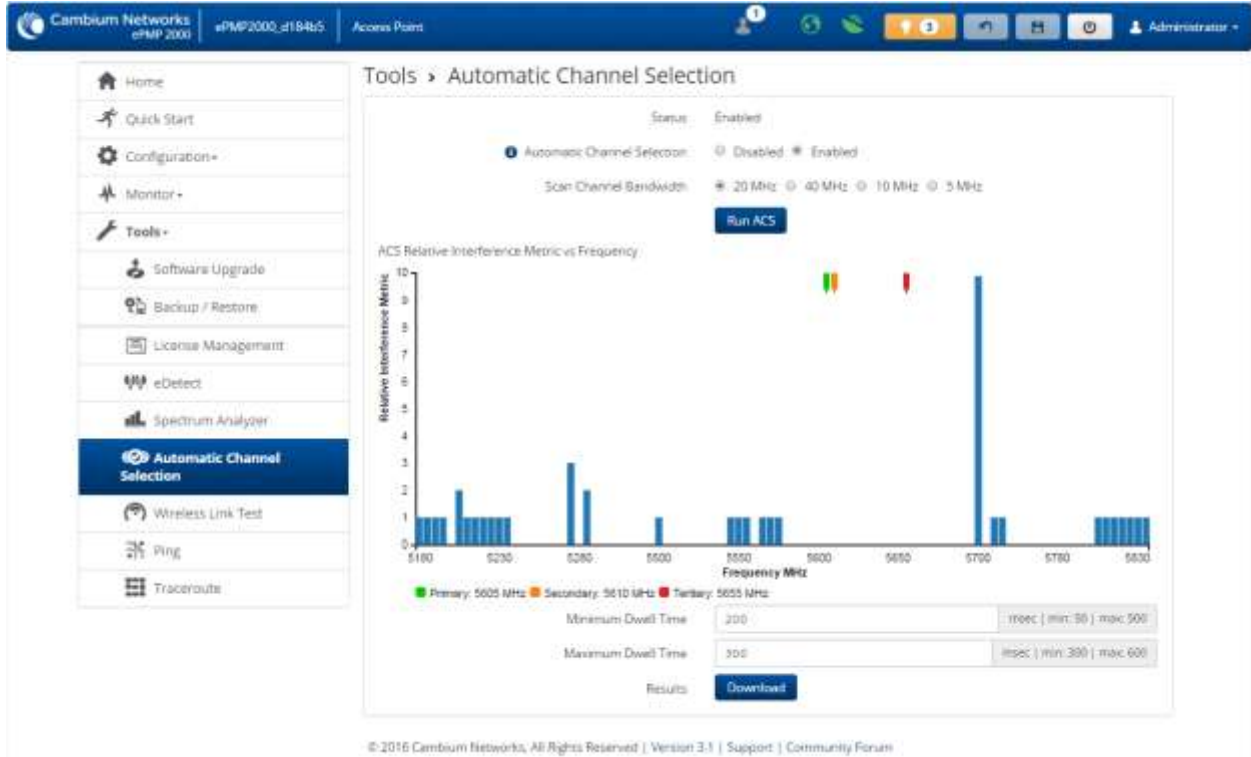 Cambium Networks
ePMP 2000
ePMP2000_d184b5
Access Point
1
3
Administrator
Home
Quick Start
Configuration
Monitor
Tools
Software Upgrade
Backup / Restore
License Management
eDetect
Spectrum Analyzer
Automatic Channel
Selection
Wireless Link Test
Ping
Traceroute
Tools › Automatic Channel Selection
Status Enabled
Automatic Channel Selection Disabled Enabled
Scan Channel Bandwidth 20 MHz 40 MHz 10 MHz 5 MHz
Run ACS
ACS Relative Interference Metric vs Frequency
Relative Interference Metric
10
9
8
7
6
5
4
3
2
1
0
5180 5230 5280 5500 5550 5600 5650 5700 5780 5830
Frequency MHz
Primary: 5605 MHz Secondary: 5610 MHz Tertiary: 5655 MHz
Minimum Dwell Time 200 msec | min: 50 | max: 500
Maximum Dwell Time 300 msec | min: 300 | max: 600
Results Download
© 2016 Cambium Networks, All Rights Reserved | Version 3.1 | Support | Community Forum